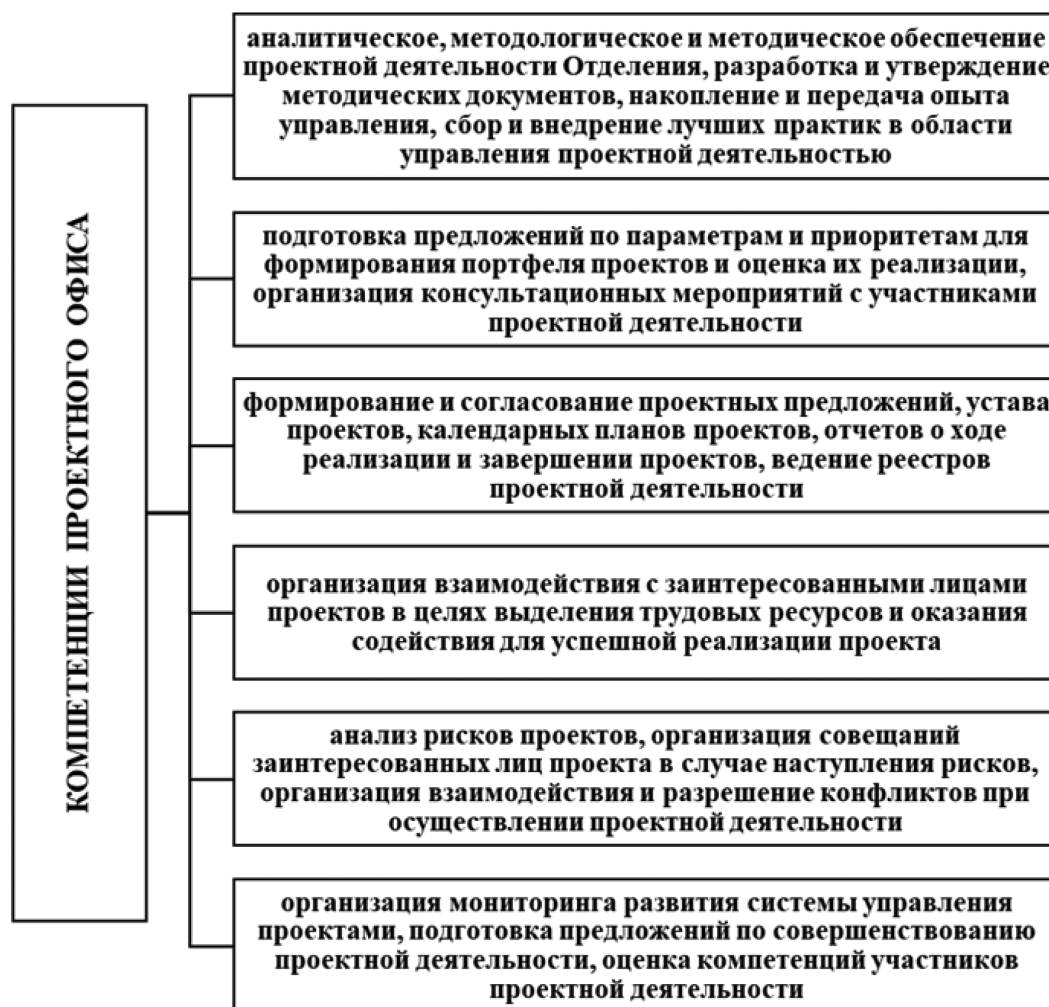 КОМПЕТЕНЦИИ ПРОЕКТНОГО ОФИСА
аналитическое, методологическое и методическое обеспечение
проектной деятельности Отделения, разработка и утверждение
методических документов, накопление и передача опыта
управления, сбор и внедрение лучших практик в области
управления проектной деятельностью
подготовка предложений по параметрам и приоритетам для
формирования портфеля проектов и оценка их реализации,
организация консультационных мероприятий с участниками
проектной деятельности
формирование и согласование проектных предложений, устава
проектов, календарных планов проектов, отчетов о ходе
реализации и завершении проектов, ведение реестров
проектной деятельности
организация взаимодействия с заинтересованными лицами
проектов в целях выделения трудовых ресурсов и оказания
содействия для успешной реализации проекта
анализ рисков проектов, организация совещаний
заинтересованных лиц проекта в случае наступления рисков,
организация взаимодействия и разрешение конфликтов при
осуществлении проектной деятельности
организация мониторинга развития системы управления
проектами, подготовка предложений по совершенствованию
проектной деятельности, оценка компетенций участников
проектной деятельности